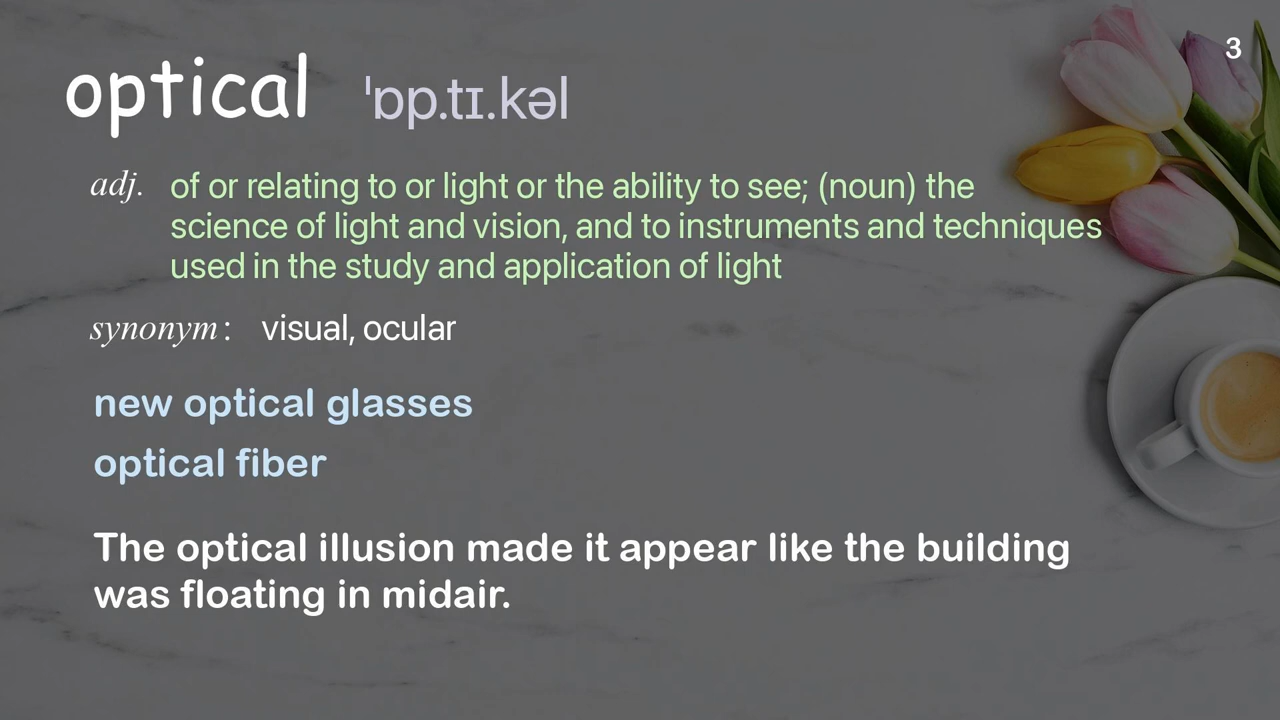 3
optical ˈɒp.tɪ.kəl
adj. of or relating to or light or the ability to see; (noun) the
science of light and vision, and to instruments and techniques
used in the study and application of light
synonym: visual, ocular
new optical glasses
optical fiber
The optical illusion made it appear like the building
was floating in midair.